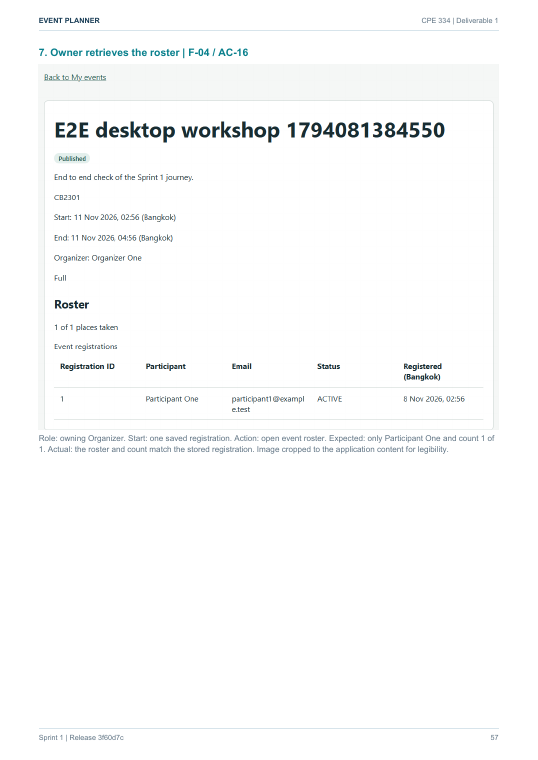 EVENT PLANNER
CPE 334 | Deliverable 1
7. Owner retrieves the roster | F-04 / AC-16
Back to My events
E2E desktop workshop 1794081384550
Published
End to end check of the Sprint 1 journey.
CB2301
Start: 11 Nov 2026, 02:56 (Bangkok)
End: 11 Nov 2026, 04:56 (Bangkok)
Organizer: Organizer One
Full
Roster
1 of 1 places taken
Event registrations
Registration ID Participant Email Status Registered (Bangkok)
1 Participant One participant1@example.test ACTIVE 8 Nov 2026, 02:56
Role: owning Organizer. Start: one saved registration. Action: open event roster. Expected: only Participant One and count 1 of
1. Actual: the roster and count match the stored registration. Image cropped to the application content for legibility.
Sprint 1 | Release 3f60d7c
57